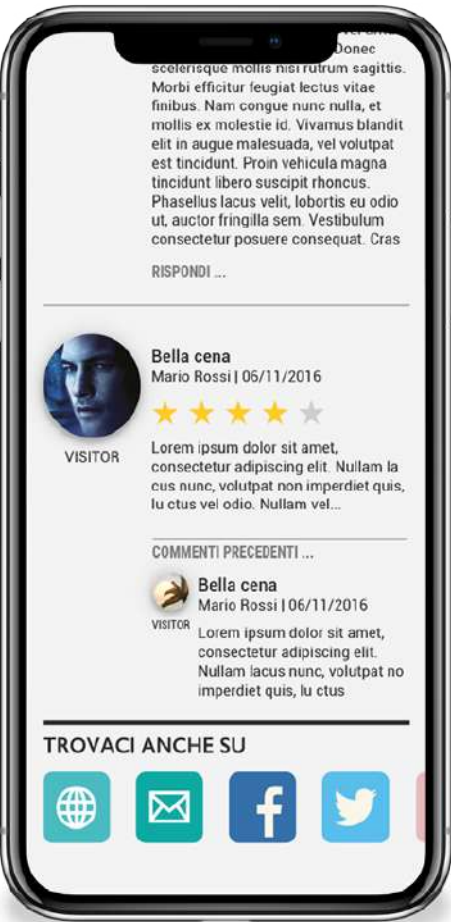 Donec
scelerisque mollis nisi rutrum sagittis.
Morbi efficitur feugiat lectus vitae
finibus. Nam congue nunc nulla, et
mollis ex molestie id. Vivamus blandit
elit in augue malesuada, vel volutpat
est tincidunt. Proin vehicula magna
tincidunt libero suscipit rhoncus.
Phasellus lacus velit, lobortis eu odio
ut, auctor fringilla sem. Vestibulum
consectetur posuere consequat. Cras
RISPONDI ...
Bella cena
Mario Rossi | 06/11/2016
VISITOR
Lorem ipsum dolor sit amet,
consectetur adipiscing elit. Nullam la
cus nunc, volutpat non imperdiet quis,
lu ctus vel odio. Nullam vel...
COMMENTI PRECEDENTI ...
Bella cena
Mario Rossi | 06/11/2016
VISITOR
Lorem ipsum dolor sit amet,
consectetur adipiscing elit.
Nullam lacus nunc, volutpat no
imperdiet quis, lu ctus
TROVACI ANCHE SU